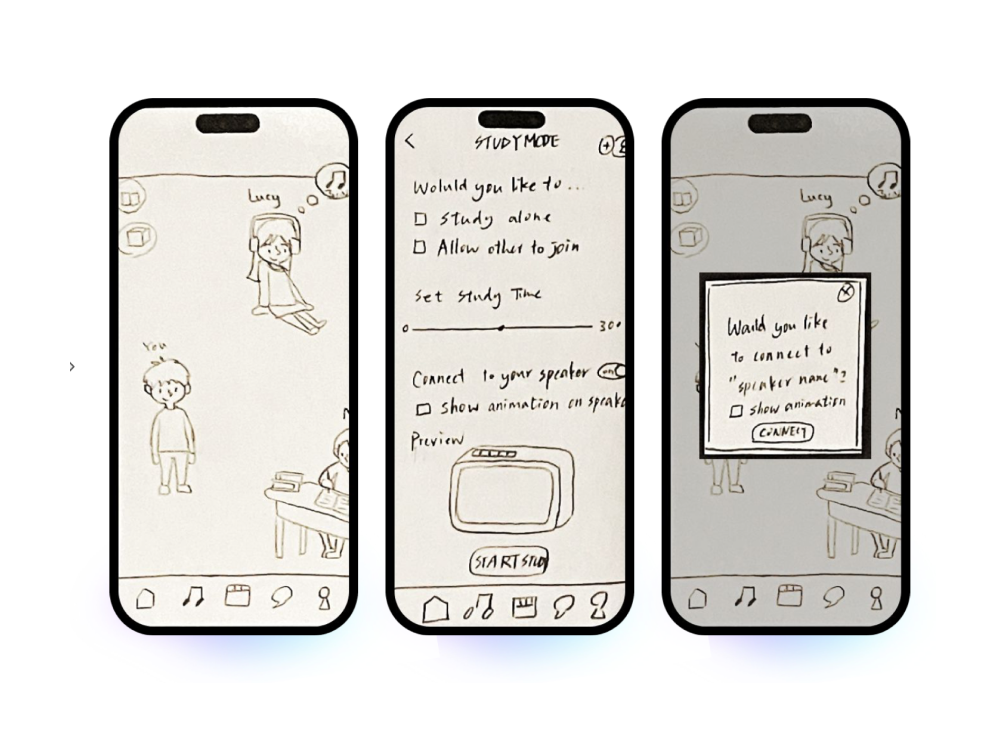 Lucy
You
STUDY MODE
Woluld you like to ...
study alone
Allow other to join
Set Study Time
0
30
Connect to your speaker on
show animation on speake
Preview
START STUD
Lucy
You
Would you like
to connect to
"speaker name"?
show animation
CONNECT